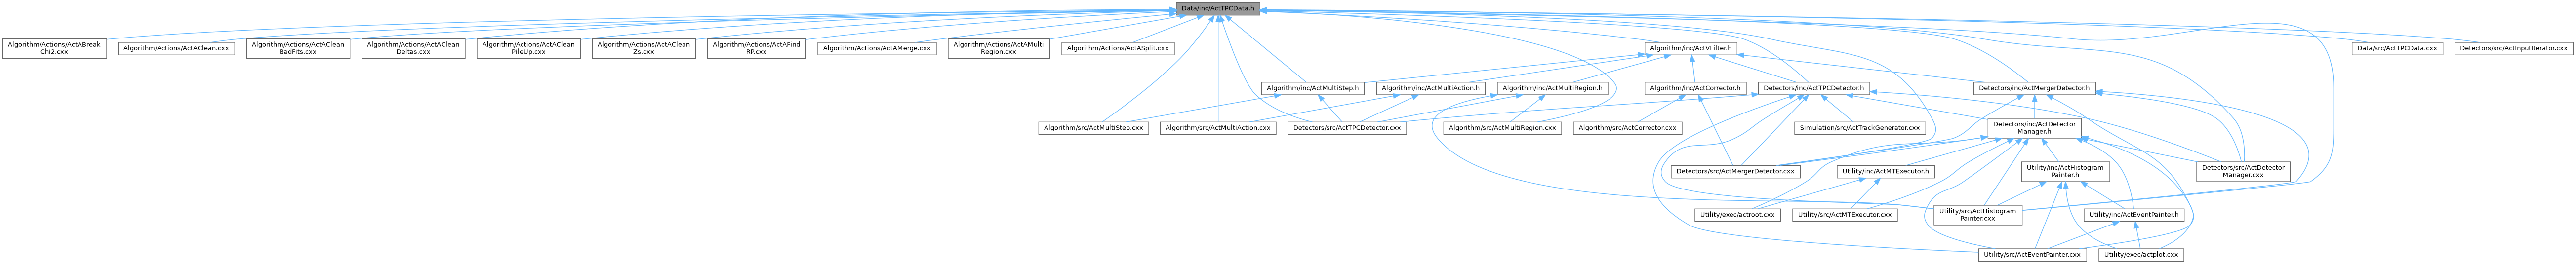 Data/inc/ActTPCData.h
Algorithm/Actions/ActABreak
Chi2.cxx
Algorithm/Actions/ActAClean.cxx
Algorithm/Actions/ActAClean
BadFits.cxx
Algorithm/Actions/ActAClean
Deltas.cxx
Algorithm/Actions/ActAClean
PileUp.cxx
Algorithm/Actions/ActAClean
Zs.cxx
Algorithm/Actions/ActAFind
RP.cxx
Algorithm/Actions/ActAMerge.cxx
Algorithm/Actions/ActAMulti
Region.cxx
Algorithm/Actions/ActASplit.cxx
Algorithm/inc/ActVFilter.h
Data/src/ActTPCData.cxx
Detectors/src/ActInputIterator.cxx
Algorithm/inc/ActMultiStep.h
Algorithm/inc/ActMultiAction.h
Algorithm/inc/ActMultiRegion.h
Algorithm/inc/ActCorrector.h
Detectors/inc/ActTPCDetector.h
Detectors/inc/ActMergerDetector.h
Algorithm/src/ActMultiStep.cxx
Algorithm/src/ActMultiAction.cxx
Detectors/src/ActTPCDetector.cxx
Algorithm/src/ActMultiRegion.cxx
Algorithm/src/ActCorrector.cxx
Simulation/src/ActTrackGenerator.cxx
Detectors/inc/ActDetector
Manager.h
Detectors/src/ActMergerDetector.cxx
Utility/inc/ActMTExecutor.h
Utility/inc/ActHistogram
Painter.h
Detectors/src/ActDetector
Manager.cxx
Utility/exec/actroot.cxx
Utility/src/ActMTExecutor.cxx
Utility/src/ActHistogram
Painter.cxx
Utility/inc/ActEventPainter.h
Utility/src/ActEventPainter.cxx
Utility/exec/actplot.cxx